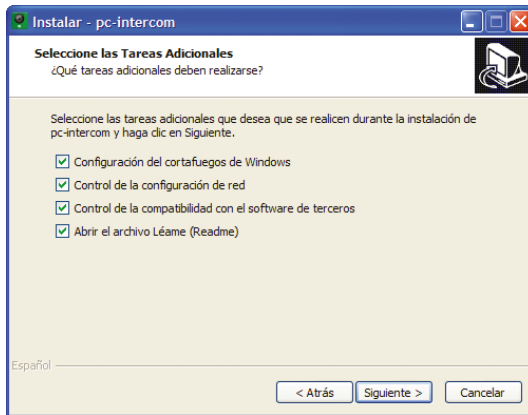 Instalar - pc-intercom
Seleccione las Tareas Adicionales
¿Qué tareas adicionales deben realizarse?
Seleccione las tareas adicionales que desea que se realicen durante la instalación de
pc-intercom y haga clic en Siguiente.
Configuración del cortafuegos de Windows
Control de la configuración de red
Control de la compatibilidad con el software de terceros
Abrir el archivo Léame (Readme)
Español
< Atrás
Siguiente >
Cancelar